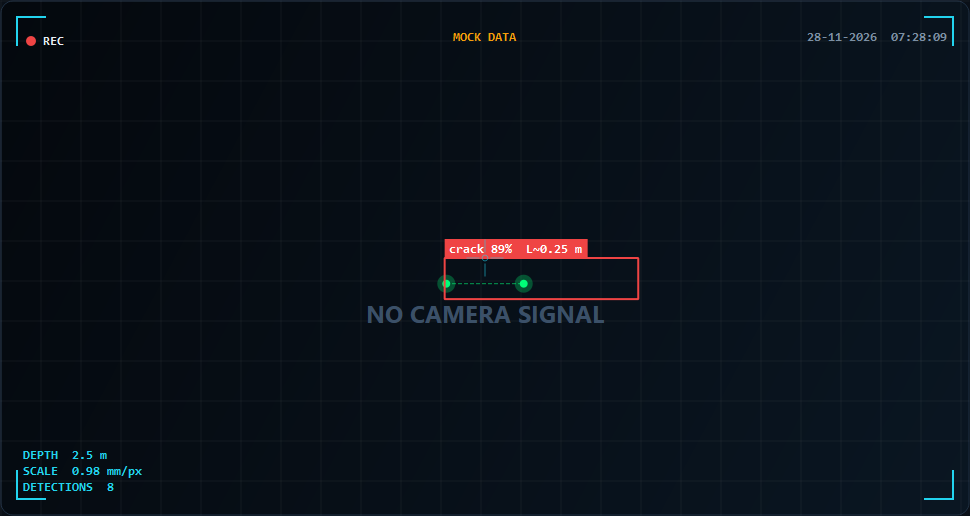 REC
MOCK DATA
28-11-2026 07:28:09
crack 89% L~0.25 m
NO CAMERA SIGNAL
DEPTH 2.5 m
SCALE 0.98 mm/px
DETECTIONS 8